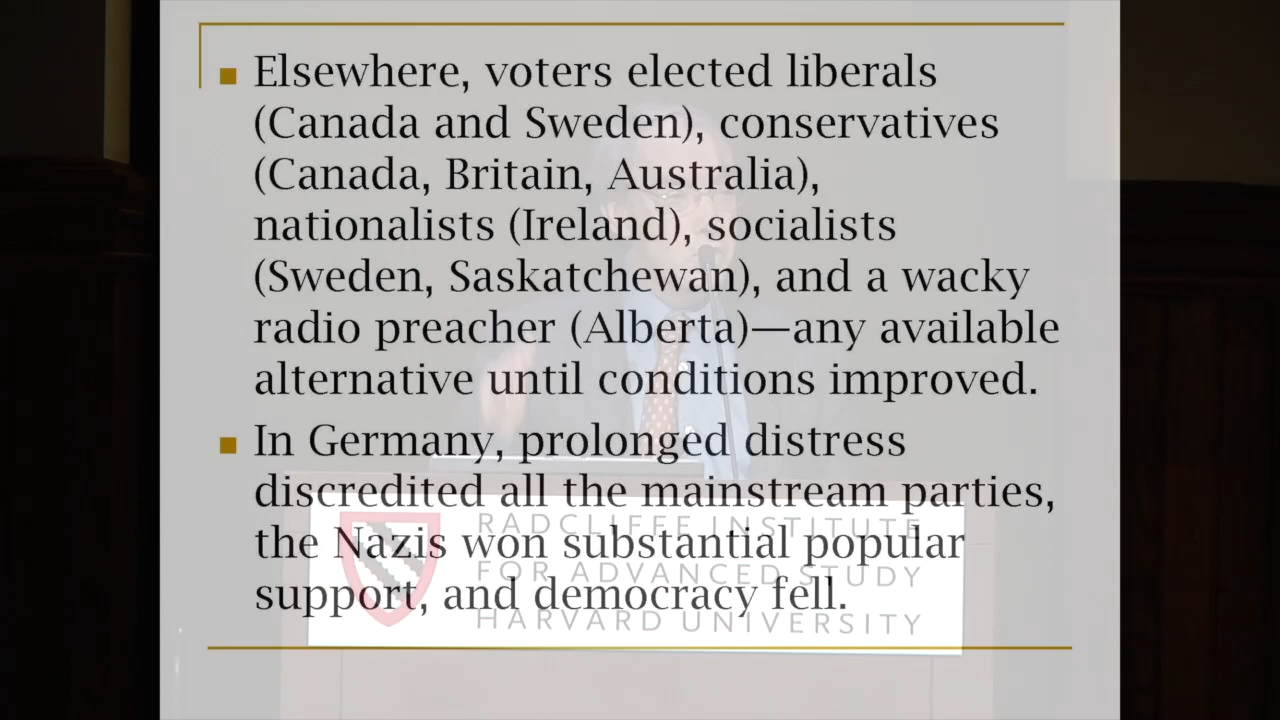 Elsewhere, voters elected liberals
(Canada and Sweden), conservatives
(Canada, Britain, Australia),
nationalists (Ireland), socialists
(Sweden, Saskatchewan), and a wacky
radio preacher (Alberta)—any available
alternative until conditions improved.
In Germany, prolonged distress
discredited all the mainstream parties,
the Nazis won substantial popular
support, and democracy fell.
RADCLIFFE INSTITUTE
FOR ADVANCED STUDY
HARVARD UNIVERSITY